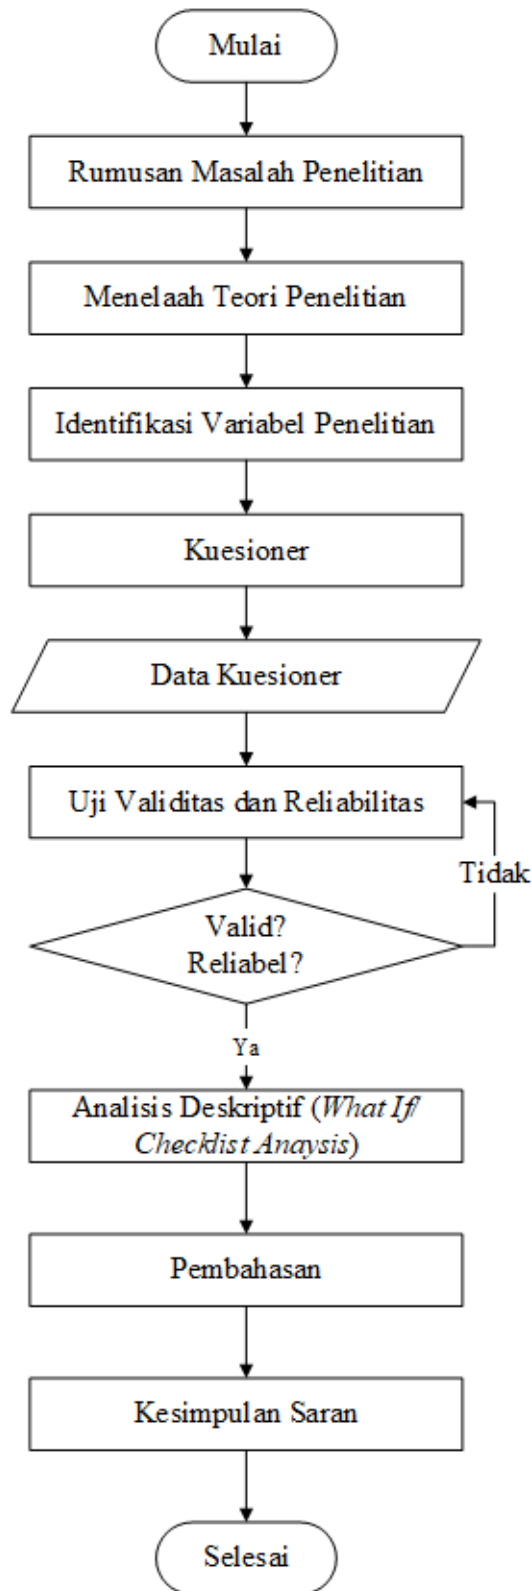 Mulai
Rumusan Masalah Penelitian
Menelaah Teori Penelitian
Identifikasi Variabel Penelitian
Kuesioner
Data Kuesioner
Uji Validitas dan Reliabilitas
Tidak
Valid?
Reliabel?
Ya
Analisis Deskriptif (What If/
Checklist Anaysis)
Pembahasan
Kesimpulan Saran
Selesai